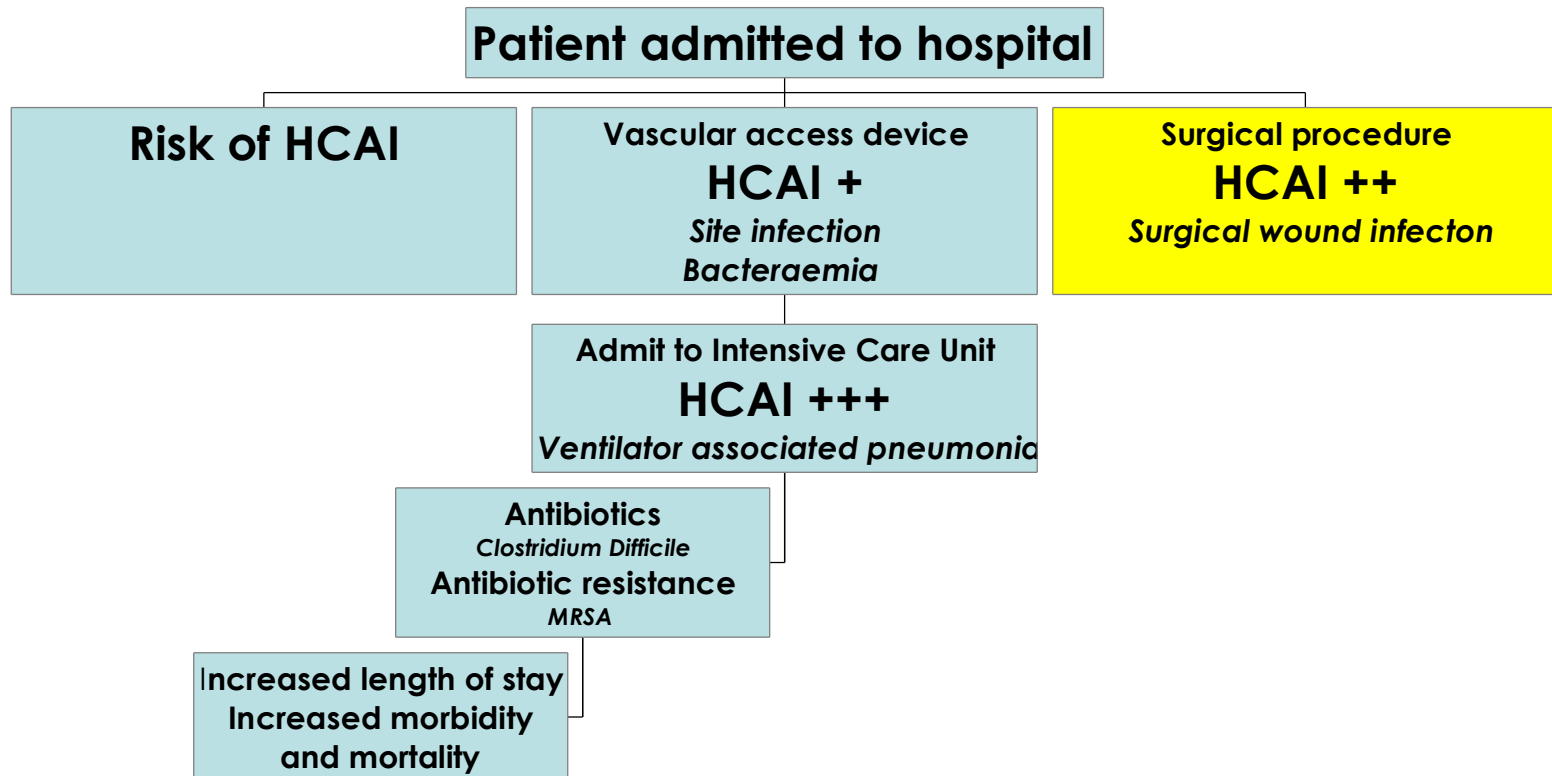 Patient admitted to hospital
Risk of HCAI
Vascular access device
HCAI +
Site infection
Bacteraemia
Surgical procedure
HCAI ++
Surgical wound infecton
Admit to Intensive Care Unit
HCAI +++
Ventilator associated pneumonia
Antibiotics
Clostridium Difficile
Antibiotic resistance
MRSA
Increased length of stay
Increased morbidity
and mortality